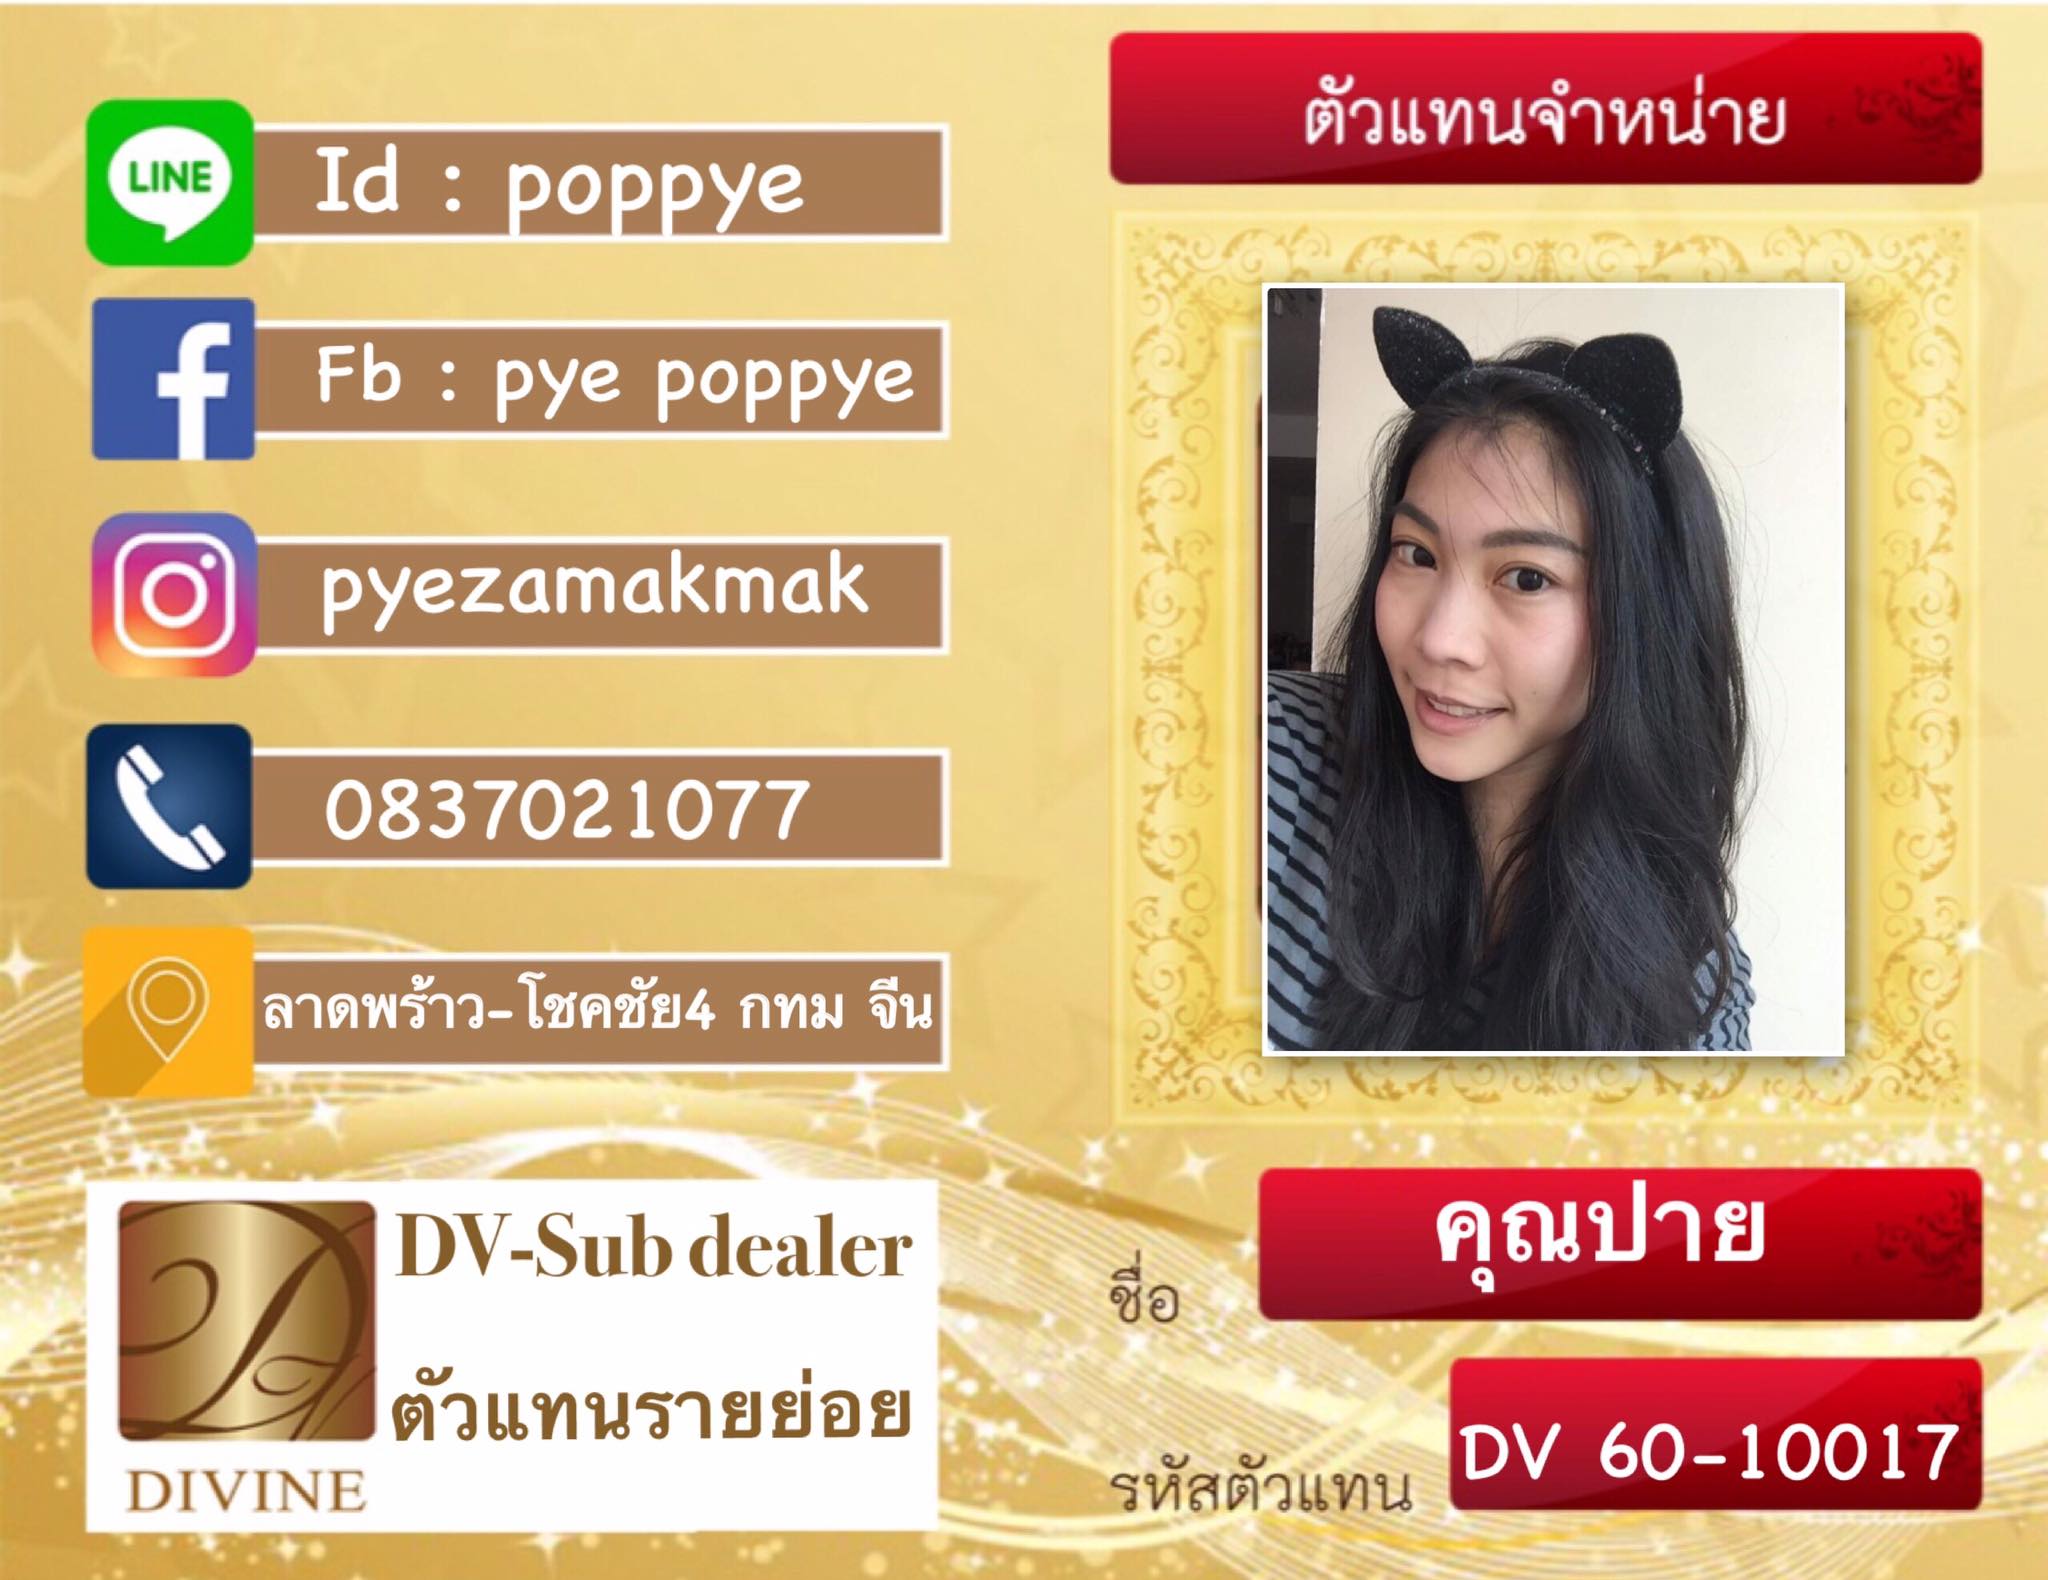 LINE
Id : poppye
Fb : pye poppye
pyezamakmak
0837021077
ลาดพร้าว-โชคชัย4 กทม จีน
DV-Sub dealer
ตัวแทนรายย่อย
DIVINE
ตัวแทนจำหน่าย
ชื่อ
คุณปาย
รหัสตัวแทน
DV 60-10017